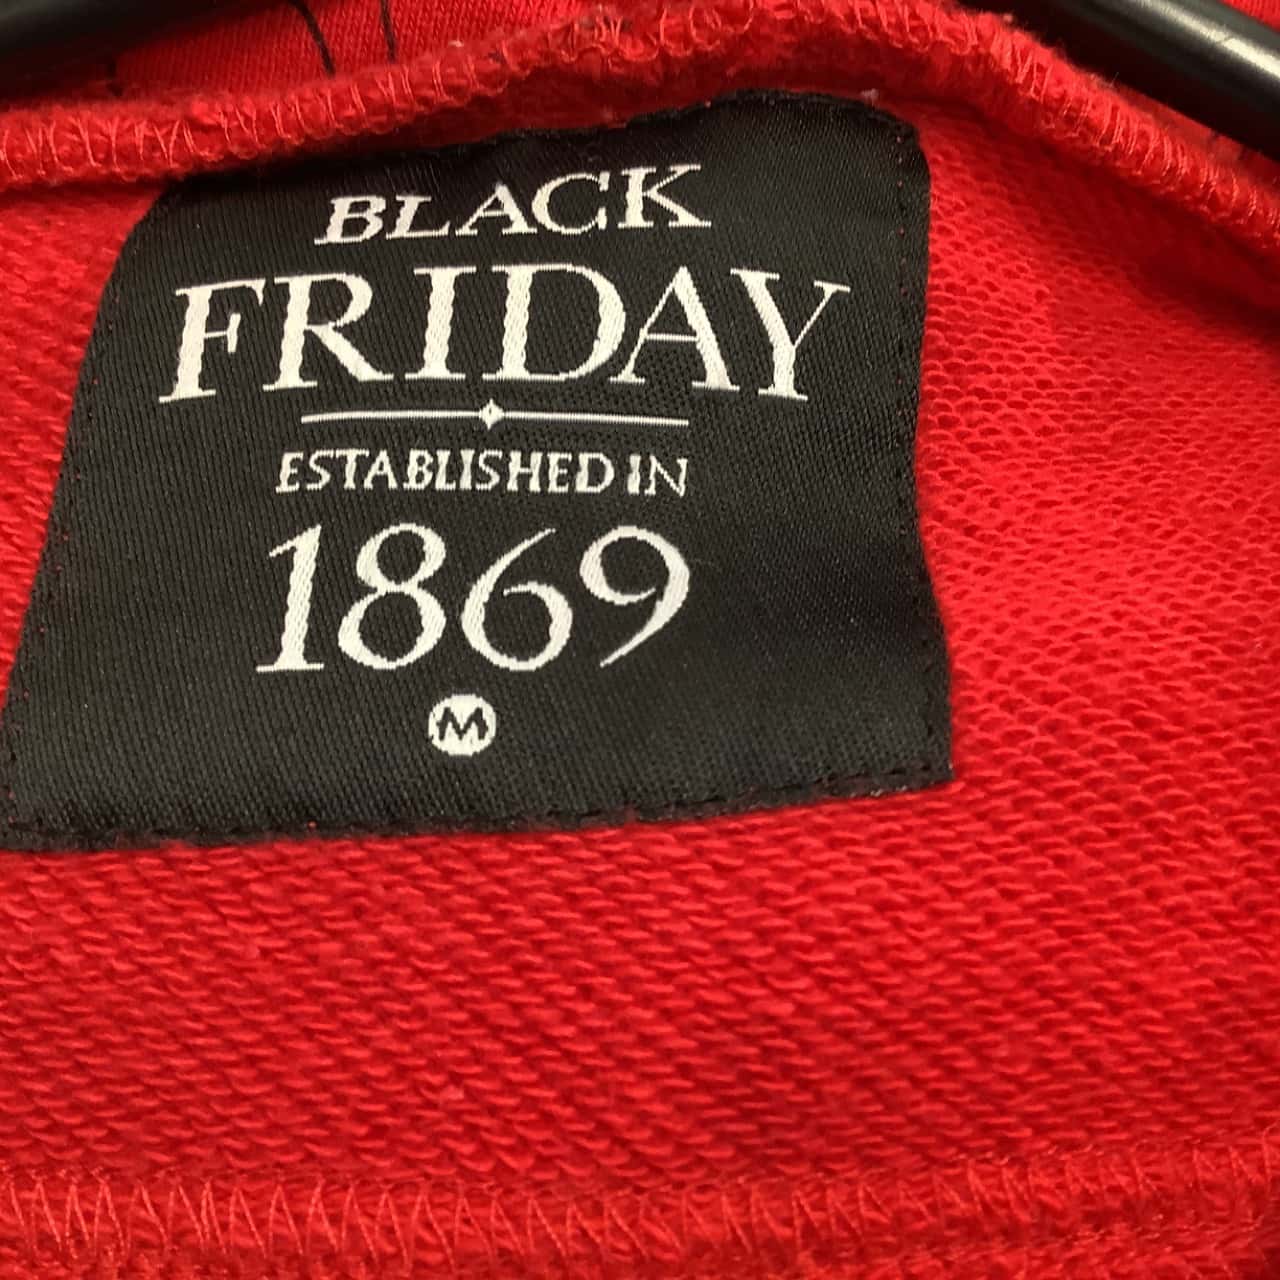 BLACK
FRIDAY
ESTABLISHED IN
1869
M